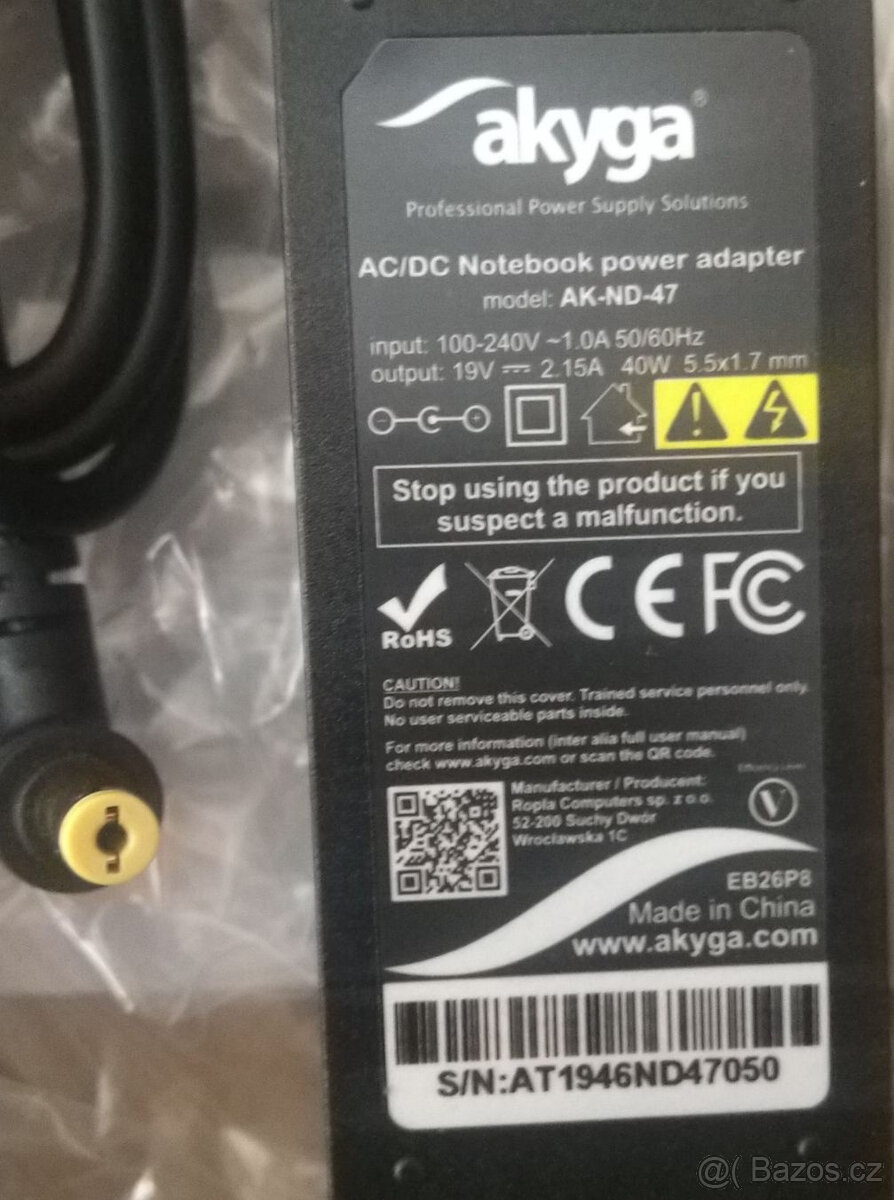 akyga®
Professional Power Supply Solutions
AC/DC Notebook power adapter
model: AK-ND-47
input: 100-240V ~1.0A 50/60Hz
output: 19V ⎓ 2.15A 40W 5.5x1.7 mm
Stop using the product if you
suspect a malfunction.
RoHS
CE FC
CAUTION!
Do not remove this cover. Trained service personnel only.
No user serviceable parts inside.
For more information (inter alia full user manual)
check www.akyga.com or scan the QR code.
Efficiency Level
Manufacturer / Producent:
Ropla Computers sp. z o.o.
52-200 Suchy Dwór
Wrocławska 1C
V
EB26P8
Made in China
www.akyga.com
S/N:AT1946ND47050
@( Bazos.cz